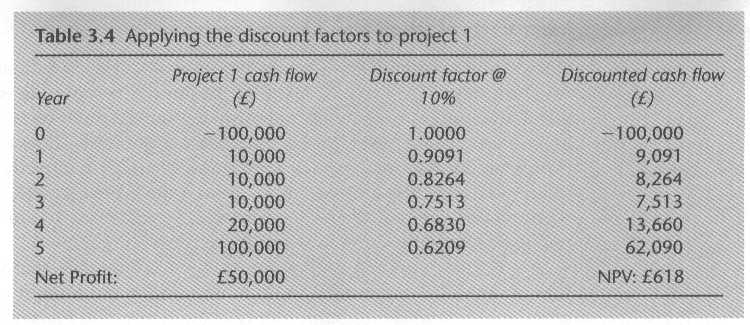 Table 3.4 Applying the discount factors to project 1
Project 1 cash flow Discount factor @ Discounted cash flow
Year (£) 10% (£)
0 −100,000 1.0000 −100,000
1 10,000 0.9091 9,091
2 10,000 0.8264 8,264
3 10,000 0.7513 7,513
4 20,000 0.6830 13,660
5 100,000 0.6209 62,090
Net Profit: £50,000 NPV: £618